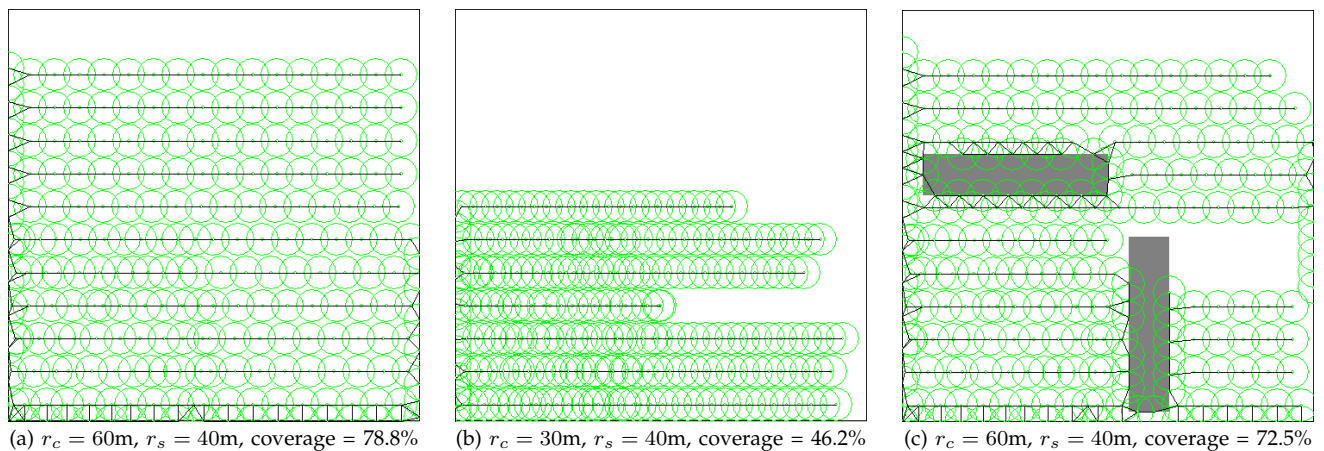 (a) r_c = 60m, r_s = 40m, coverage = 78.8%
(b) r_c = 30m, r_s = 40m, coverage = 46.2%
(c) r_c = 60m, r_s = 40m, coverage = 72.5%